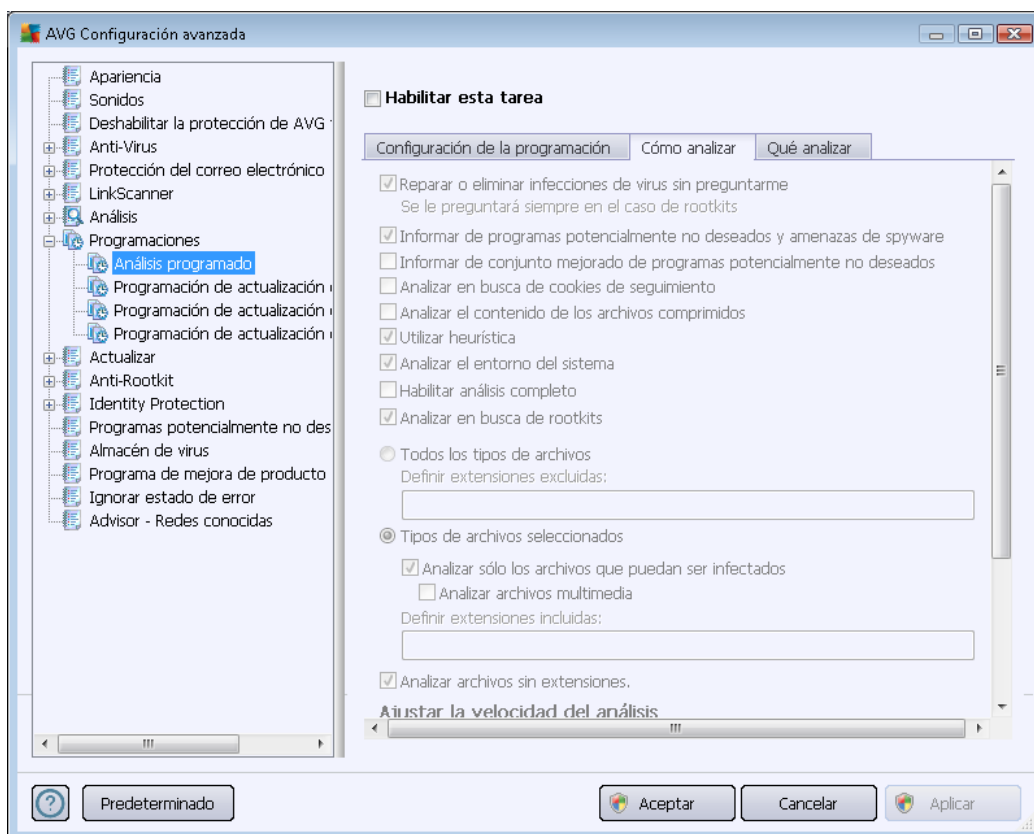 AVG Configuración avanzada
Apariencia
Sonidos
Deshabilitar la protección de AVG
Anti-Virus
Protección del correo electrónico
LinkScanner
Análisis
Programaciones
Análisis programado
Programación de actualización
Programación de actualización
Programación de actualización
Actualizar
Anti-Rootkit
Identity Protection
Programas potencialmente no des
Almacén de virus
Programa de mejora de producto
Ignorar estado de error
Advisor - Redes conocidas
Habilitar esta tarea
Configuración de la programación
Cómo analizar
Qué analizar
Reparar o eliminar infecciones de virus sin preguntarme
Se le preguntará siempre en el caso de rootkits
Informar de programas potencialmente no deseados y amenazas de spyware
Informar de conjunto mejorado de programas potencialmente no deseados
Analizar en busca de cookies de seguimiento
Analizar el contenido de los archivos comprimidos
Utilizar heurística
Analizar el entorno del sistema
Habilitar análisis completo
Analizar en busca de rootkits
Todos los tipos de archivos
Definir extensiones excluidas:
Tipos de archivos seleccionados
Analizar sólo los archivos que puedan ser infectados
Analizar archivos multimedia
Definir extensiones incluidas:
Analizar archivos sin extensiones.
Ajustar la velocidad del análisis
Predeterminado
Aceptar
Cancelar
Aplicar